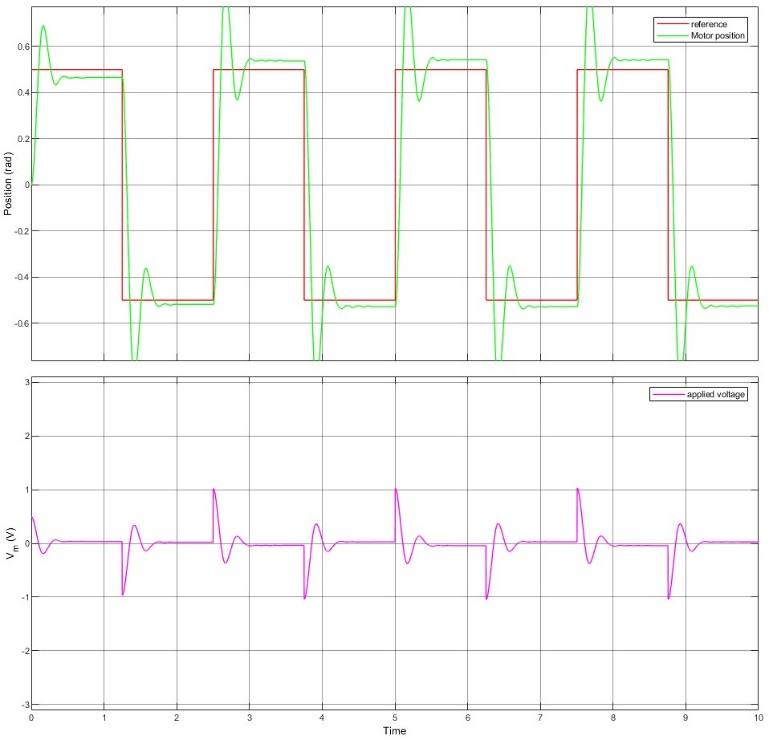 reference
Motor position
0.6
0.4
0.2
0
-0.2
-0.4
-0.6
Position (rad)
applied voltage
3
2
1
0
-1
-2
-3
Vm (V)
0 1 2 3 4 5 6 7 8 9 10
Time